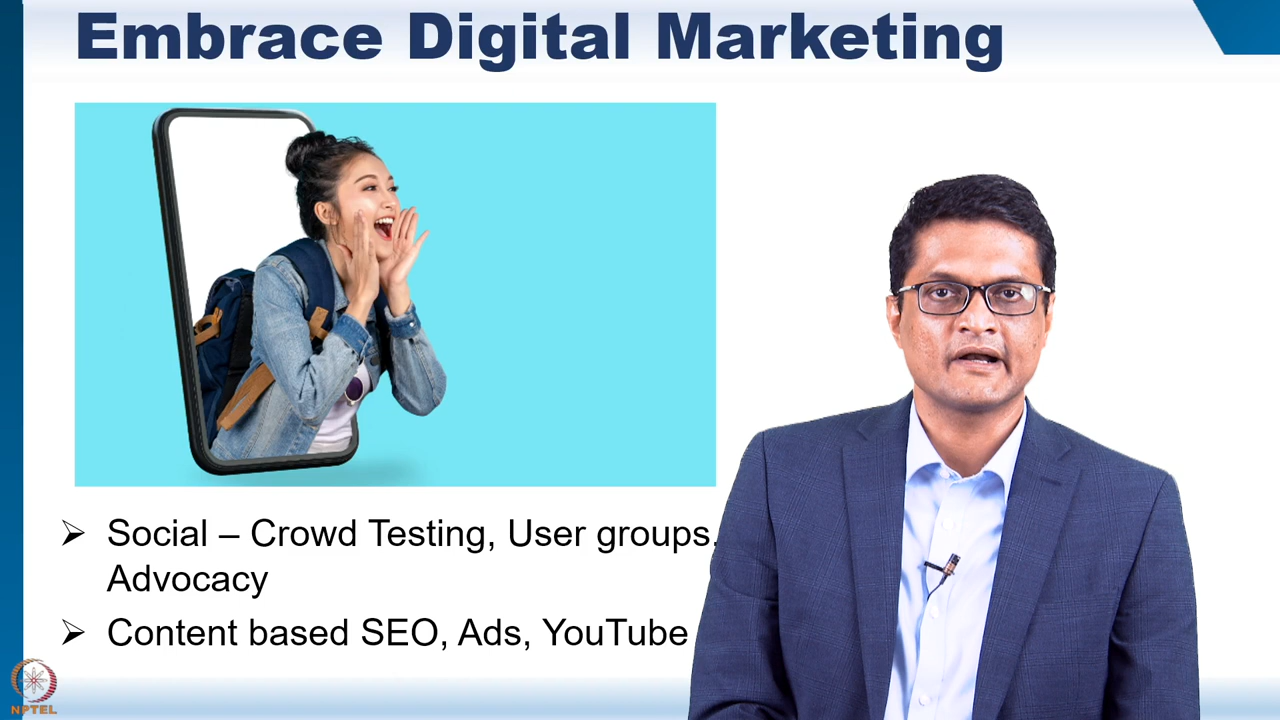 Embrace Digital Marketing
➢ Social – Crowd Testing, User groups.
Advocacy
➢ Content based SEO, Ads, YouTube
NPTEL